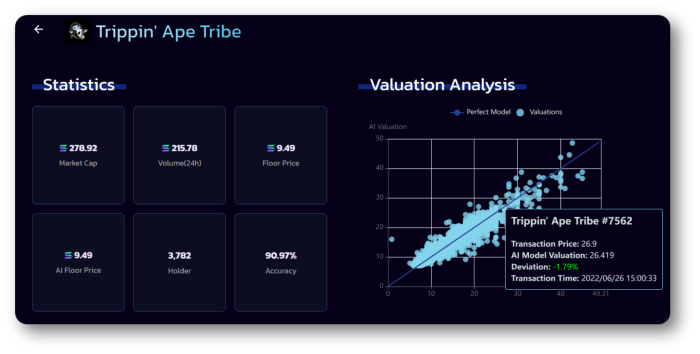 Trippin' Ape Tribe
Statistics
278.92
Market Cap
215.78
Volume(24h)
9.49
Floor Price
9.49
AI Floor Price
3,782
Holder
90.97%
Accuracy
Valuation Analysis
Perfect Model
Valuations
AI Valuation
50
40
30
20
10
0
0 10 20 30 40 49.31
Trippin' Ape Tribe #7562
Transaction Price: 26.9
AI Model Valuation: 26.419
Deviation: -1.79%
Transaction Time: 2022/06/26 15:00:33